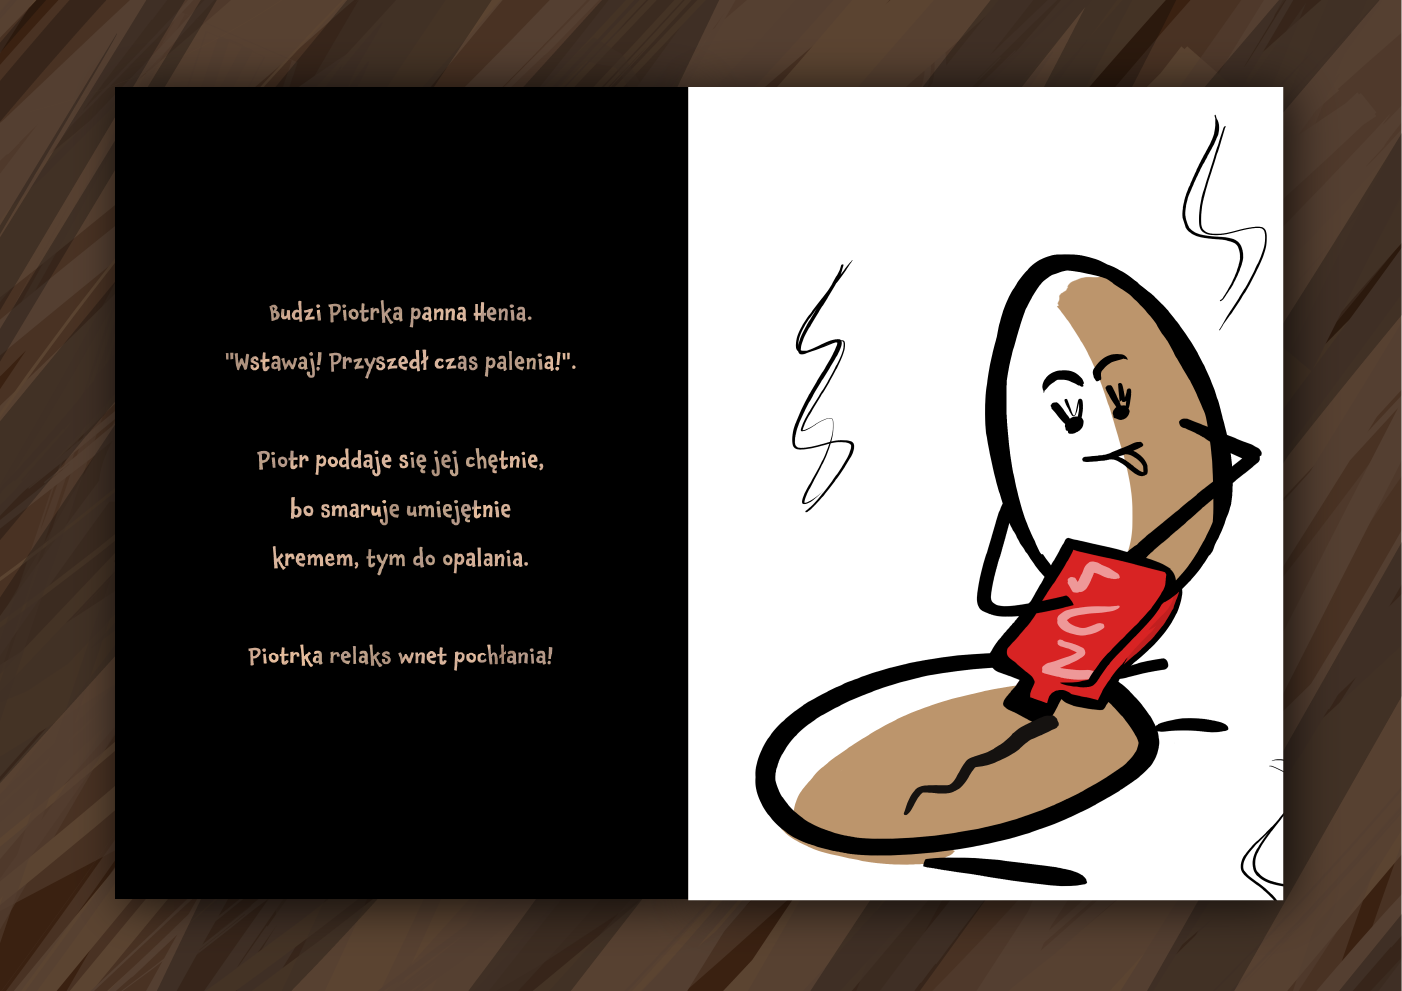 Budzi Piotrka panna Henia.
"Wstawaj! Przyszedł czas palenia!".
Piotr poddaje się jej chętnie,
bo smaruje umiejętnie
kremem, tym do opalania.
Piotrka relaks wnet pochłania!